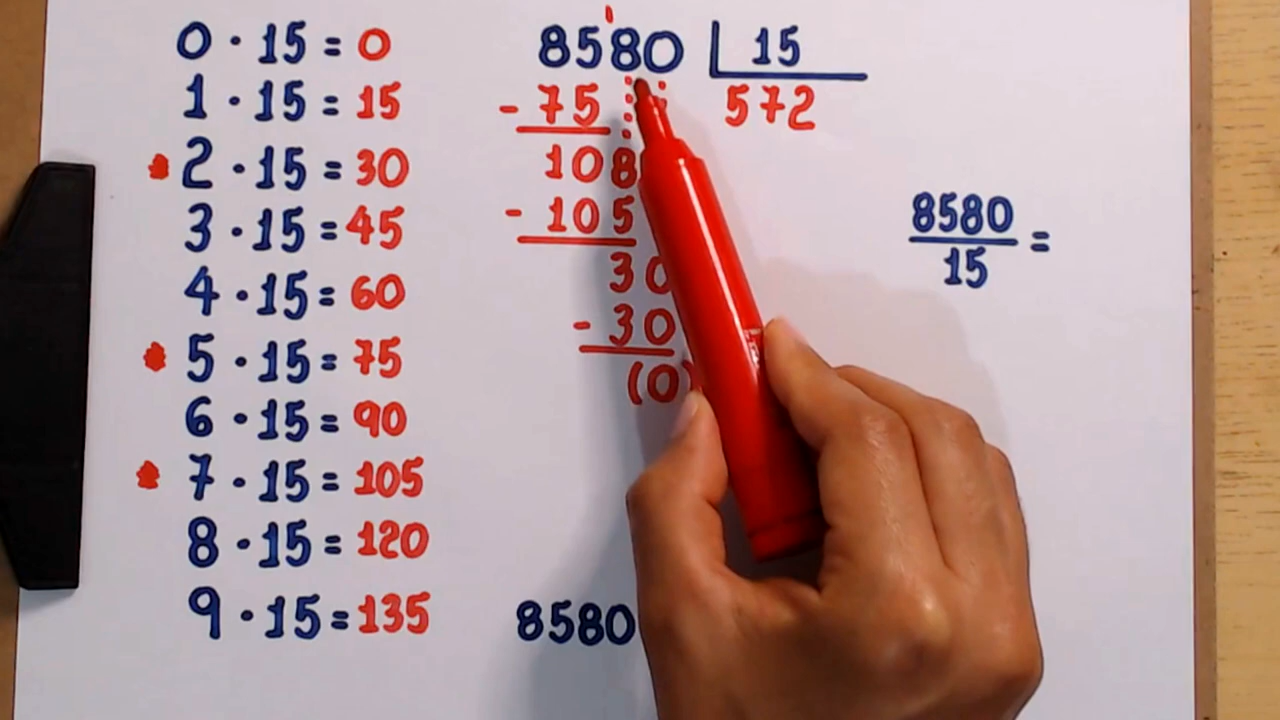 0 · 15 = 0
1 · 15 = 15
2 · 15 = 30
3 · 15 = 45
4 · 15 = 60
5 · 15 = 75
6 · 15 = 90
7 · 15 = 105
8 · 15 = 120
9 · 15 = 135
8580 15
- 75 572
108
- 105
30
- 30
(0)
8580
8580
15 =